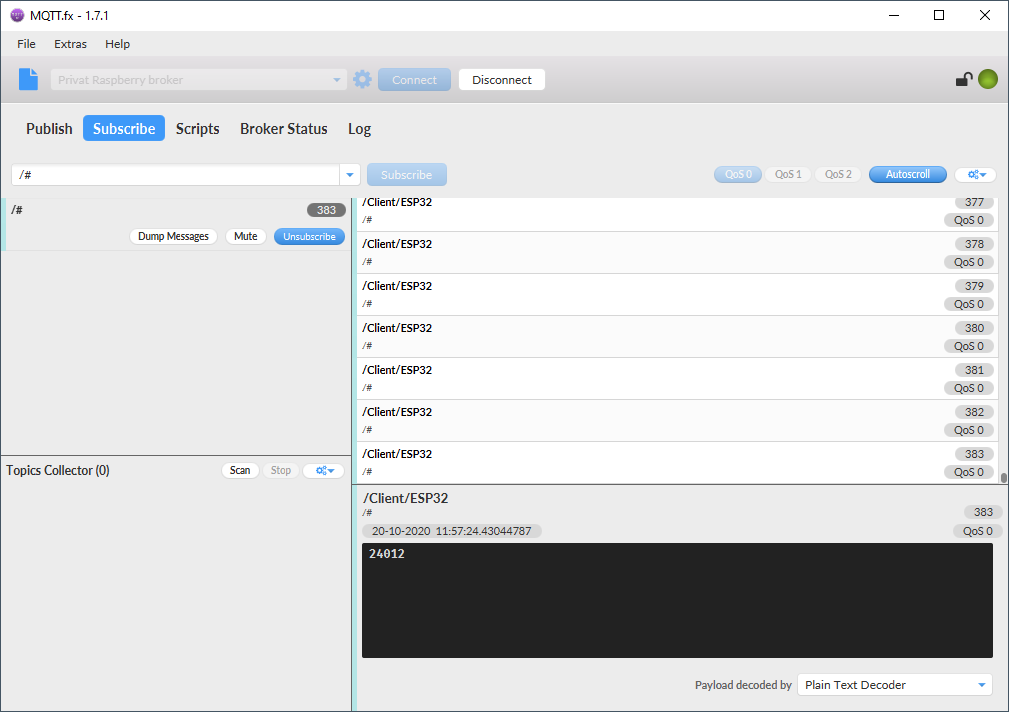 MQTT.fx - 1.7.1
File Extras Help
Privat Raspberry broker Connect Disconnect
Publish Subscribe Scripts Broker Status Log
/# Subscribe QoS 0 QoS 1 QoS 2 Autoscroll
/# 383
Dump Messages Mute Unsubscribe
/Client/ESP32 377
/# QoS 0
/Client/ESP32 378
/# QoS 0
/Client/ESP32 379
/# QoS 0
/Client/ESP32 380
/# QoS 0
/Client/ESP32 381
/# QoS 0
/Client/ESP32 382
/# QoS 0
/Client/ESP32 383
/# QoS 0
Topics Collector (0) Scan Stop
/Client/ESP32
/# 383
20-10-2020 11:57:24.43044787 QoS 0
24012
Payload decoded by Plain Text Decoder